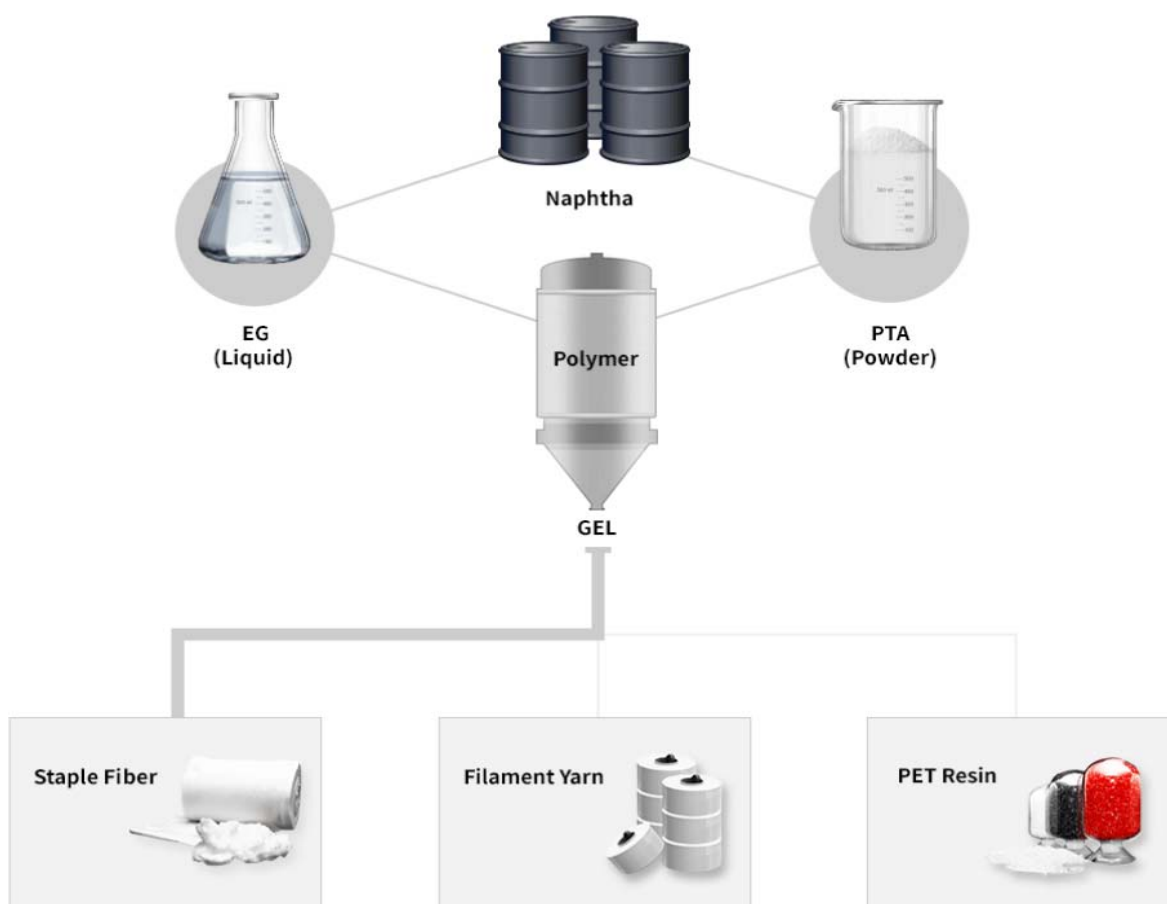 Naphtha
EG
(Liquid)
PTA
(Powder)
Polymer
GEL
Staple Fiber
Filament Yarn
PET Resin